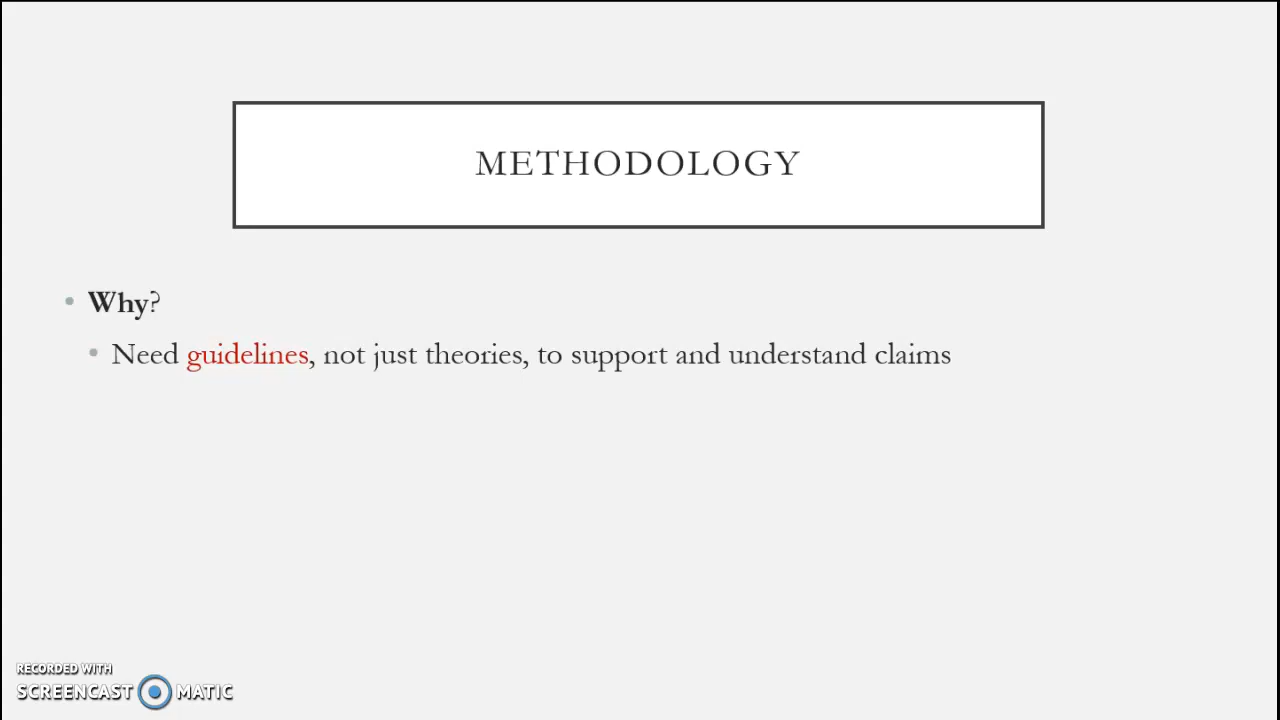 METHODOLOGY
• Why?
• Need guidelines, not just theories, to support and understand claims
RECORDED WITH
SCREENCAST MATIC